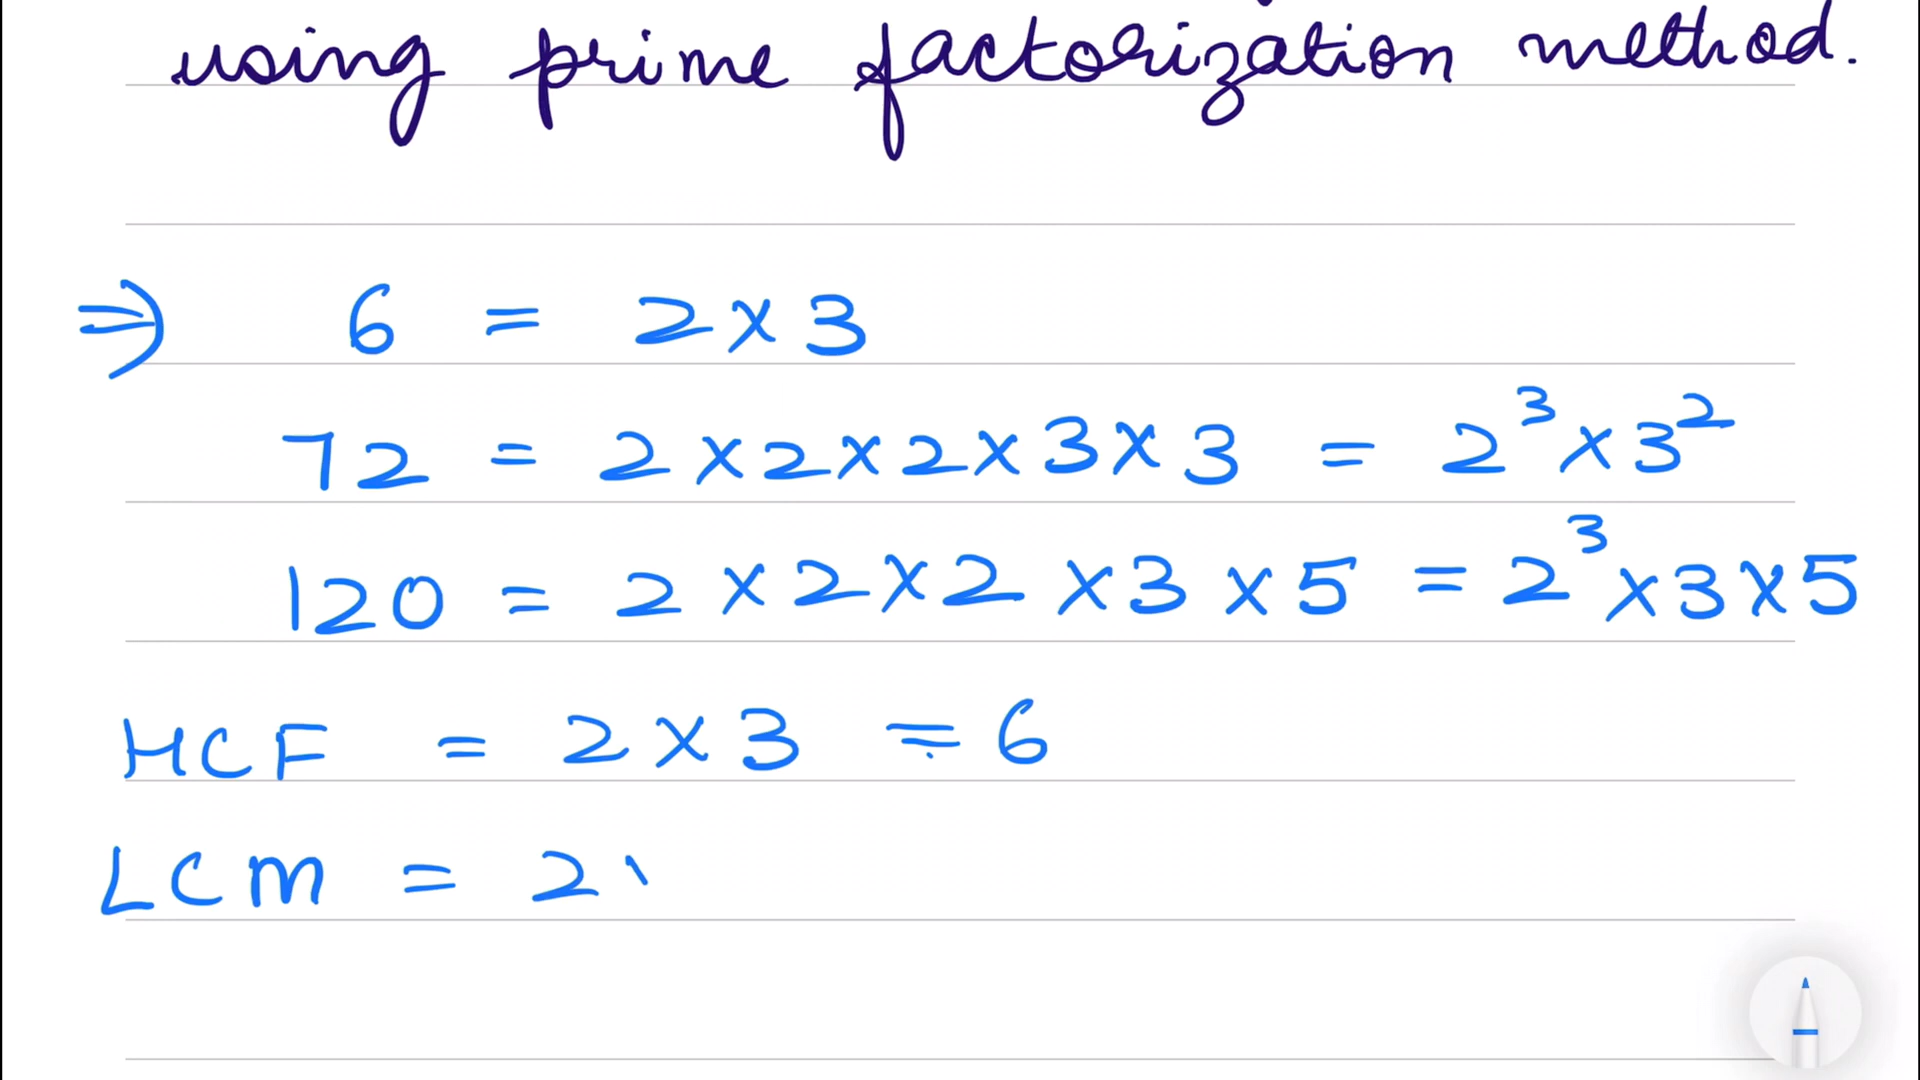 using prime factorization method.
⇒ 6 = 2 × 3
72 = 2 × 2 × 2 × 3 × 3 = 2³ × 3²
120 = 2 × 2 × 2 × 3 × 5 = 2³ × 3 × 5
HCF = 2 × 3 = 6
LCM = 2